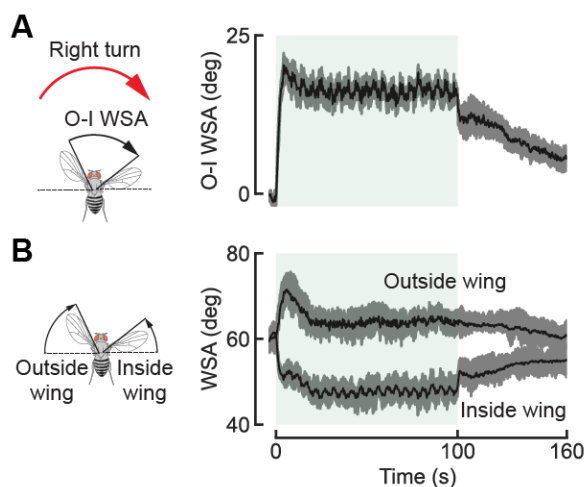 A
Right turn
O-I WSA
O-I WSA (deg)
25
0
B
Outside
wing
Inside
wing
WSA (deg)
80
60
40
Outside wing
Inside wing
0
100
160
Time (s)